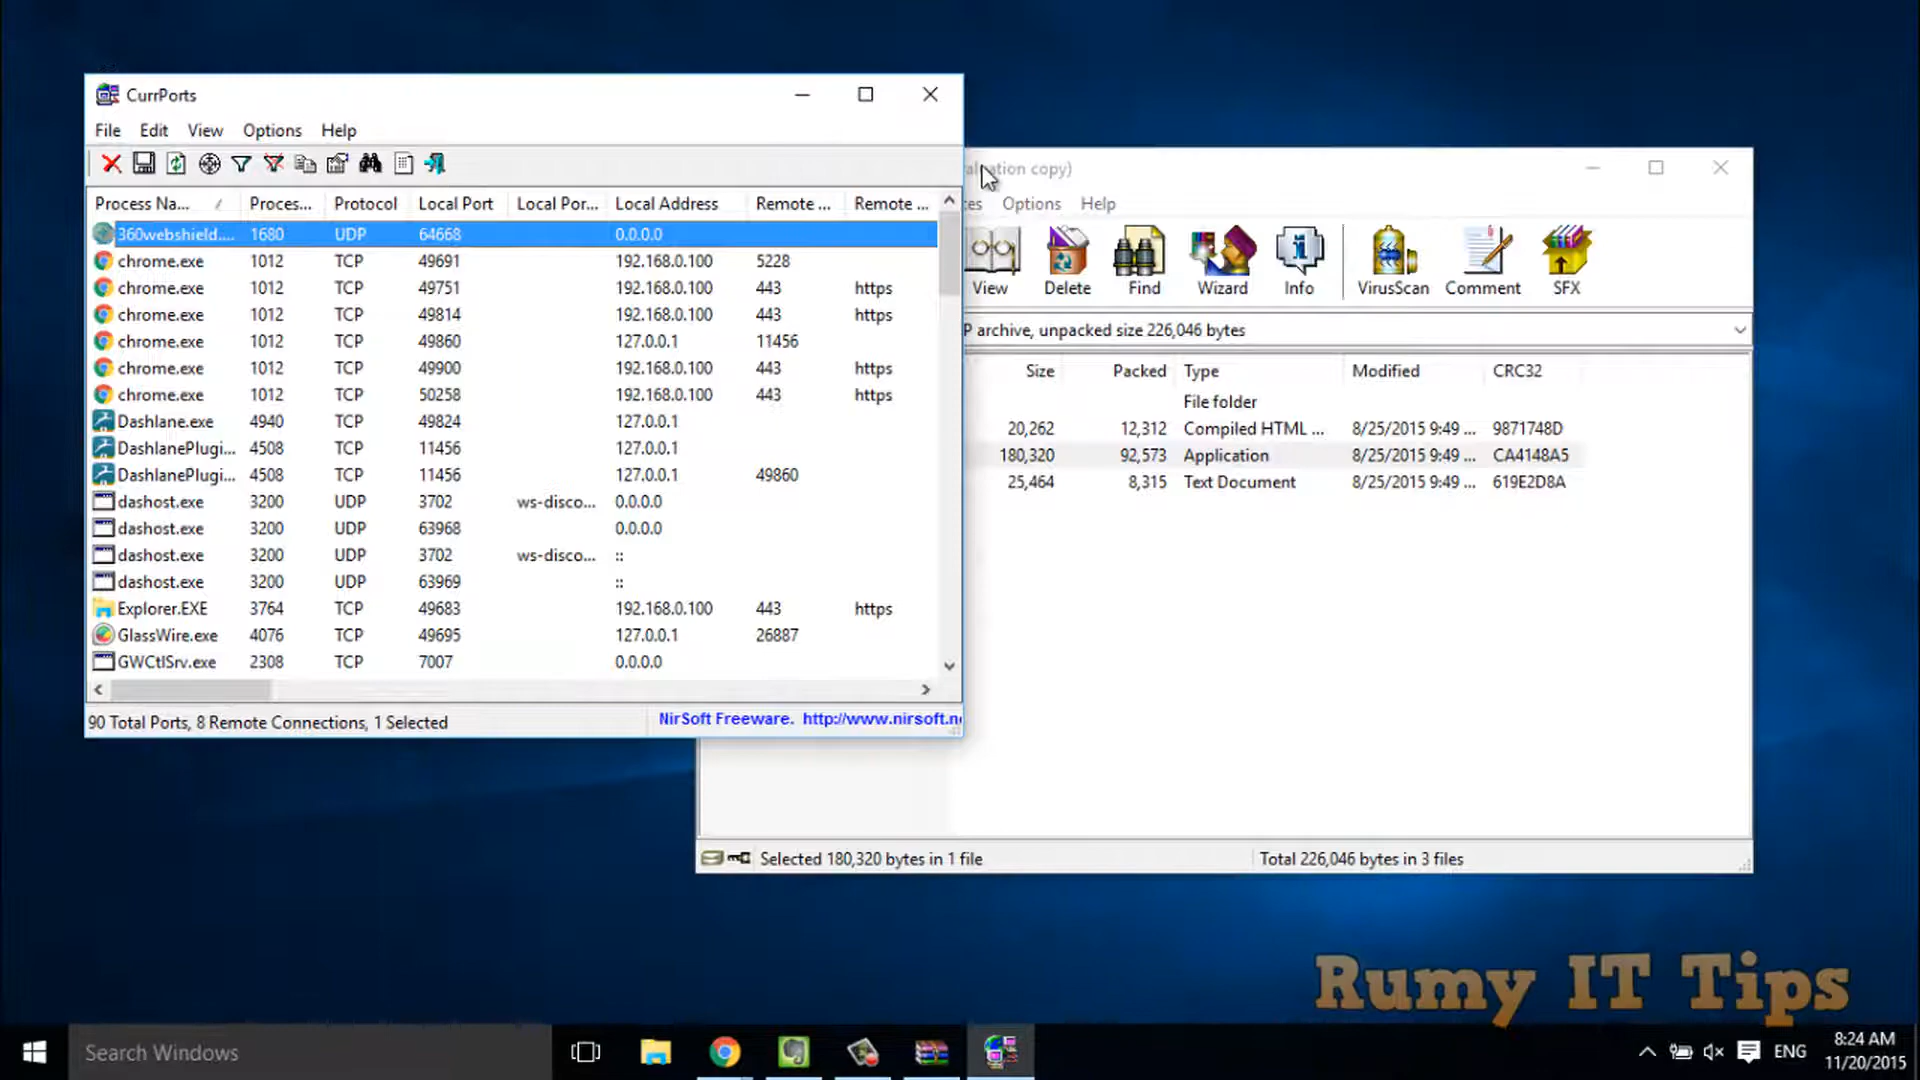 CurrPorts
File Edit View Options Help
Process Na... Proces... Protocol Local Port Local Por... Local Address Remote ... Remote ...
360webshield.... 1680 UDP 64668 0.0.0.0
chrome.exe 1012 TCP 49691 192.168.0.100 5228
chrome.exe 1012 TCP 49751 192.168.0.100 443 https
chrome.exe 1012 TCP 49814 192.168.0.100 443 https
chrome.exe 1012 TCP 49860 127.0.0.1 11456
chrome.exe 1012 TCP 49900 192.168.0.100 443 https
chrome.exe 1012 TCP 50258 192.168.0.100 443 https
Dashlane.exe 4940 TCP 49824 127.0.0.1
DashlanePlugi... 4508 TCP 11456 127.0.0.1
DashlanePlugi... 4508 TCP 11456 127.0.0.1 49860
dashost.exe 3200 UDP 3702 ws-disco... 0.0.0.0
dashost.exe 3200 UDP 63968 0.0.0.0
dashost.exe 3200 UDP 3702 ws-disco... ::
dashost.exe 3200 UDP 63969 ::
Explorer.EXE 3764 TCP 49683 192.168.0.100 443 https
GlassWire.exe 4076 TCP 49695 127.0.0.1 26887
GWCtlSrv.exe 2308 TCP 7007 0.0.0.0
90 Total Ports, 8 Remote Connections, 1 Selected
NirSoft Freeware. http://www.nirsoft.n
copy)
Options Help
View Delete Find Wizard Info VirusScan Comment SFX
P archive, unpacked size 226,046 bytes
Size Packed Type Modified CRC32
File folder
20,262 12,312 Compiled HTML ... 8/25/2015 9:49 ... 9871748D
180,320 92,573 Application 8/25/2015 9:49 ... CA4148A5
25,464 8,315 Text Document 8/25/2015 9:49 ... 619E2D8A
Selected 180,320 bytes in 1 file
Total 226,046 bytes in 3 files
Rumy IT Tips
Search Windows
ENG
8:24 AM
11/20/2015